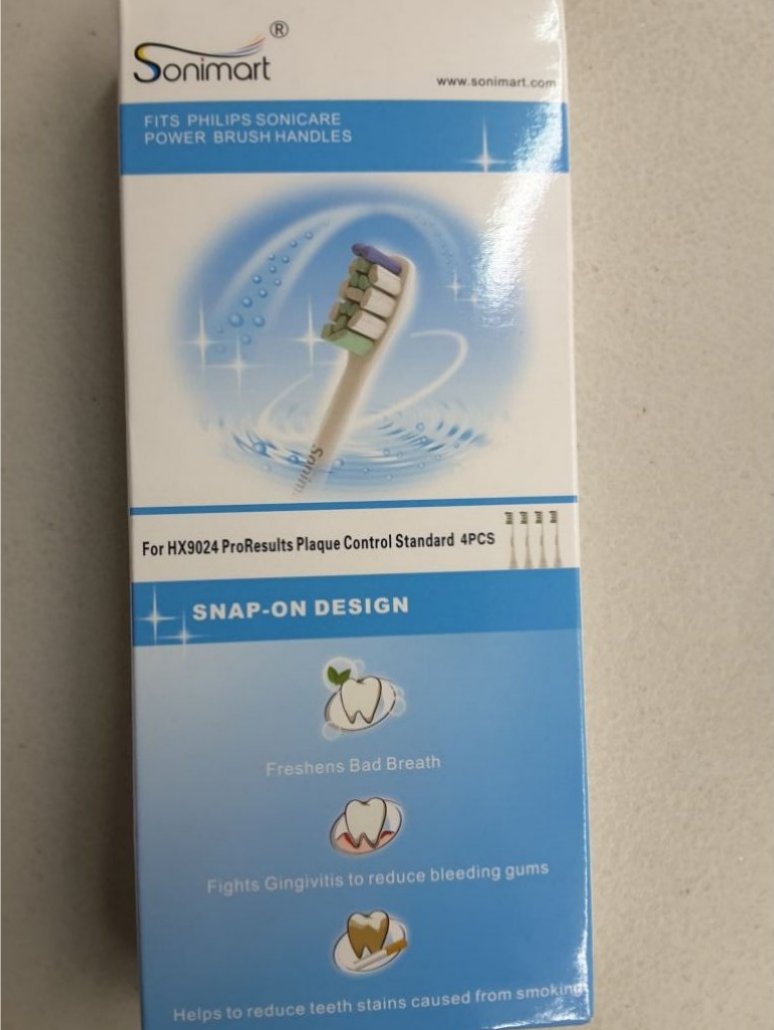 Sonimart ®
www.sonimart.com
FITS PHILIPS SONICARE
POWER BRUSH HANDLES
Sonim
For HX9024 ProResults Plaque Control Standard 4PCS
SNAP-ON DESIGN
Freshens Bad Breath
Fights Gingivitis to reduce bleeding gums
Helps to reduce teeth stains caused from smoking